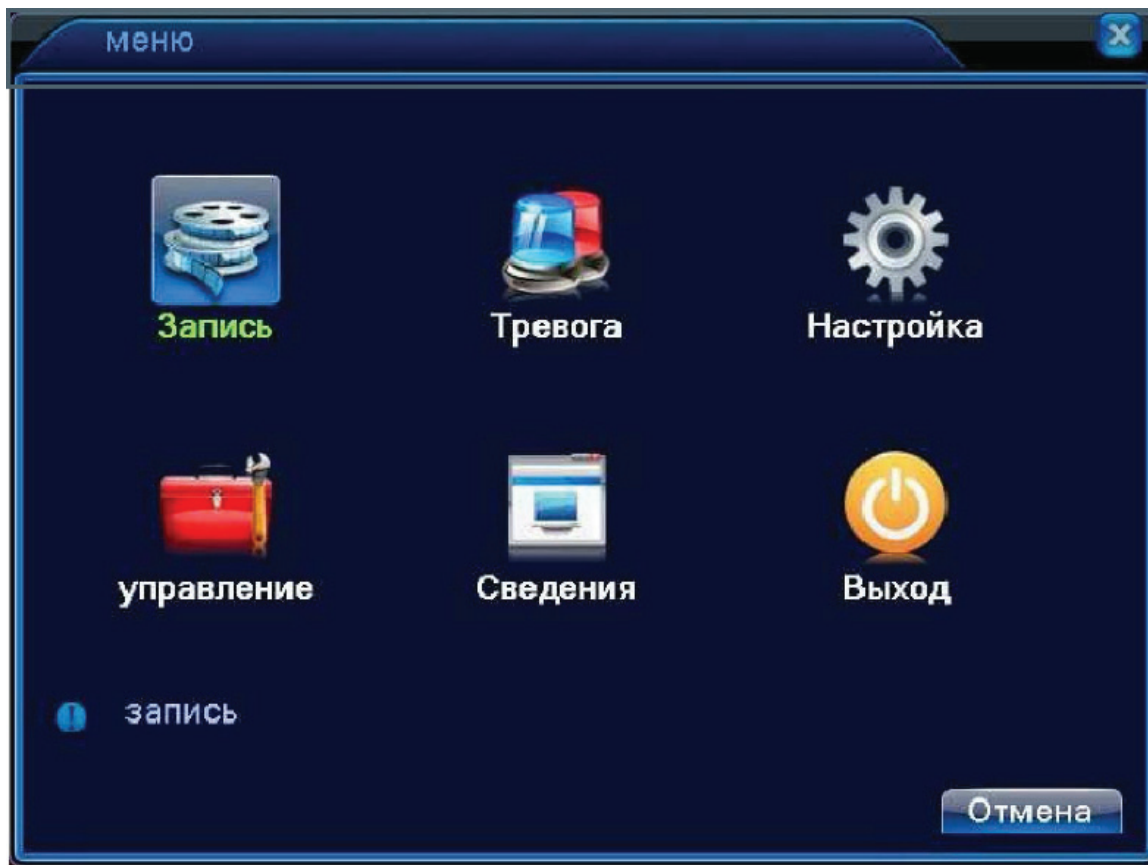 меню
Запись
Тревога
Настройка
управление
Сведения
Выход
запись
Отмена